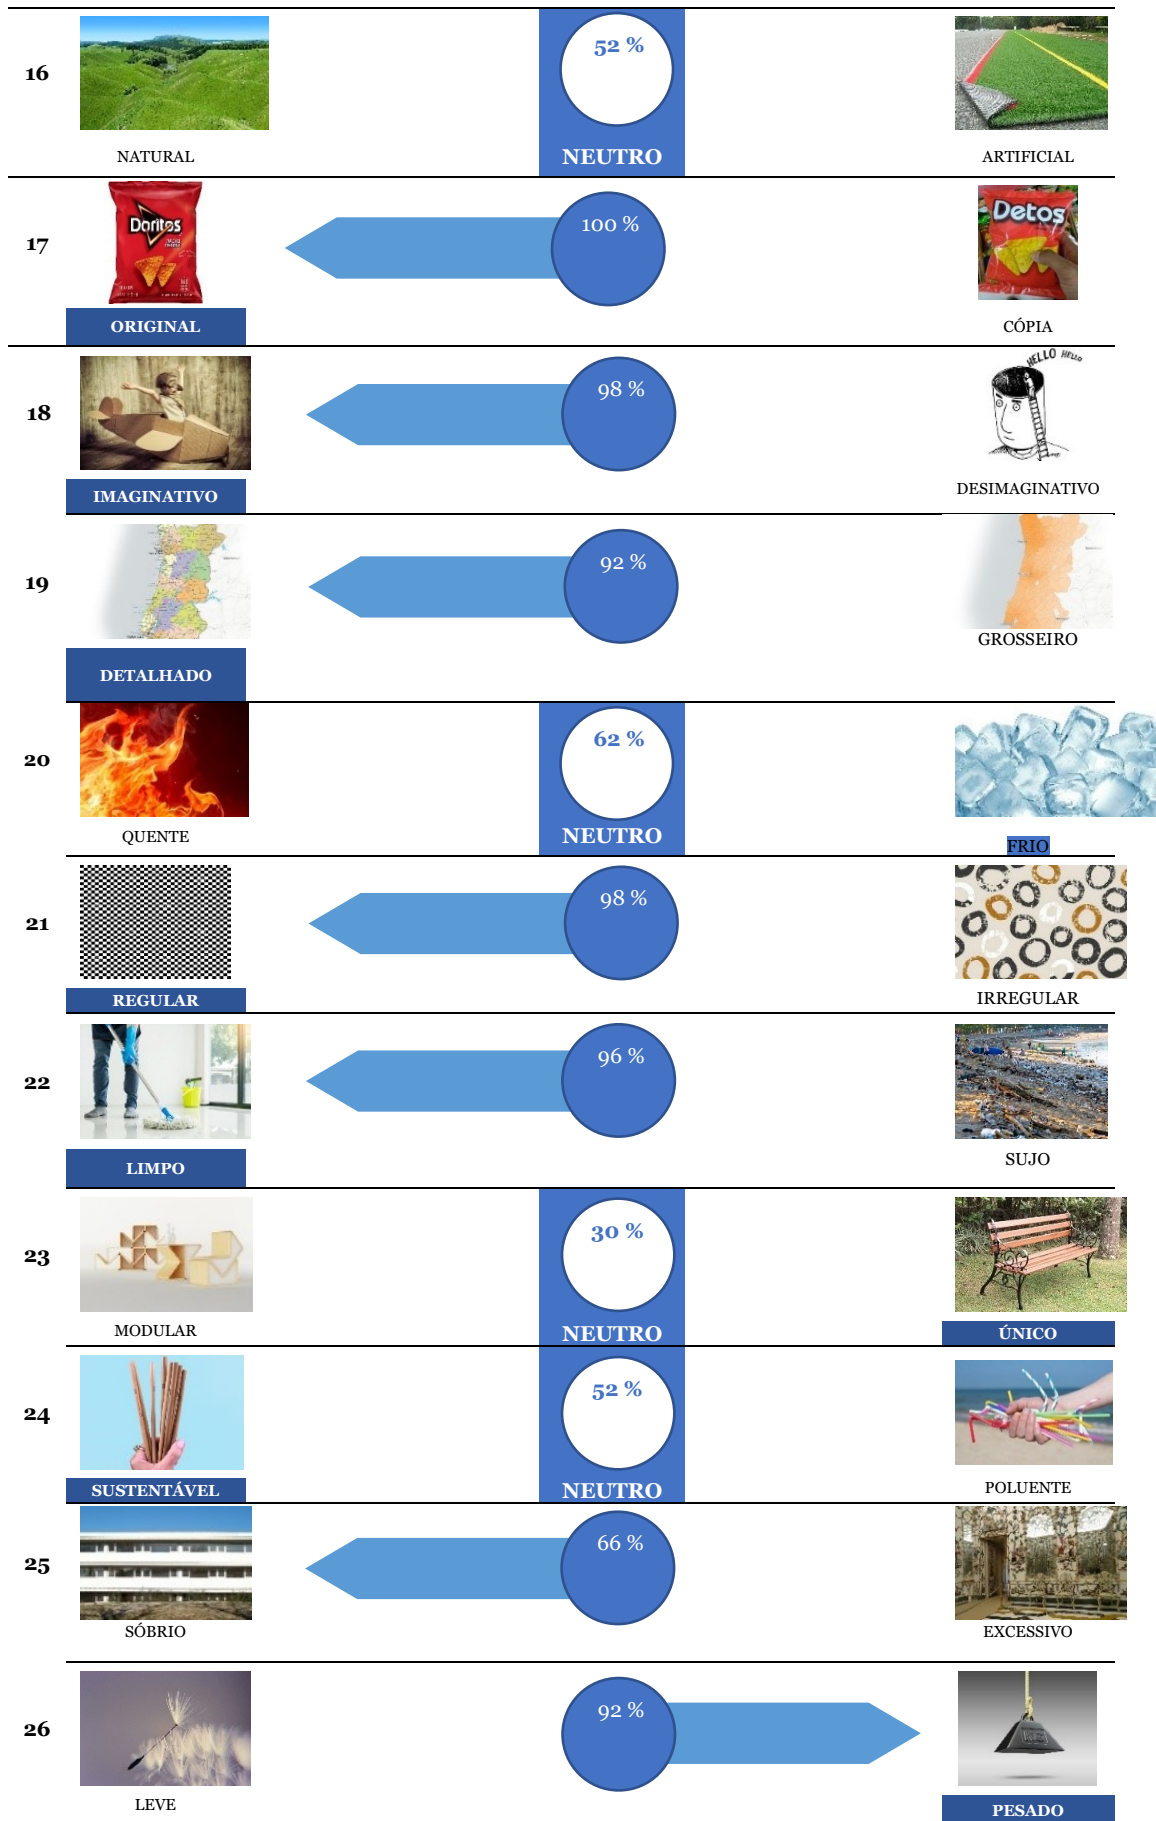 52 %
16
NATURAL
NEUTRO
ARTIFICIAL
Doritos
Detos
17
100 %
ORIGINAL
CÓPIA
HELLO HELLO
18
98 %
IMAGINATIVO
DESIMAGINATIVO
19
92 %
GROSSEIRO
DETALHADO
20
62 %
QUENTE
NEUTRO
FRIO
21
98 %
REGULAR
IRREGULAR
22
96 %
LIMPO
SUJO
23
30 %
MODULAR
NEUTRO
ÚNICO
24
52 %
SUSTENTÁVEL
NEUTRO
POLUENTE
25
66 %
SÓBRIO
EXCESSIVO
26
92 %
LEVE
PESADO